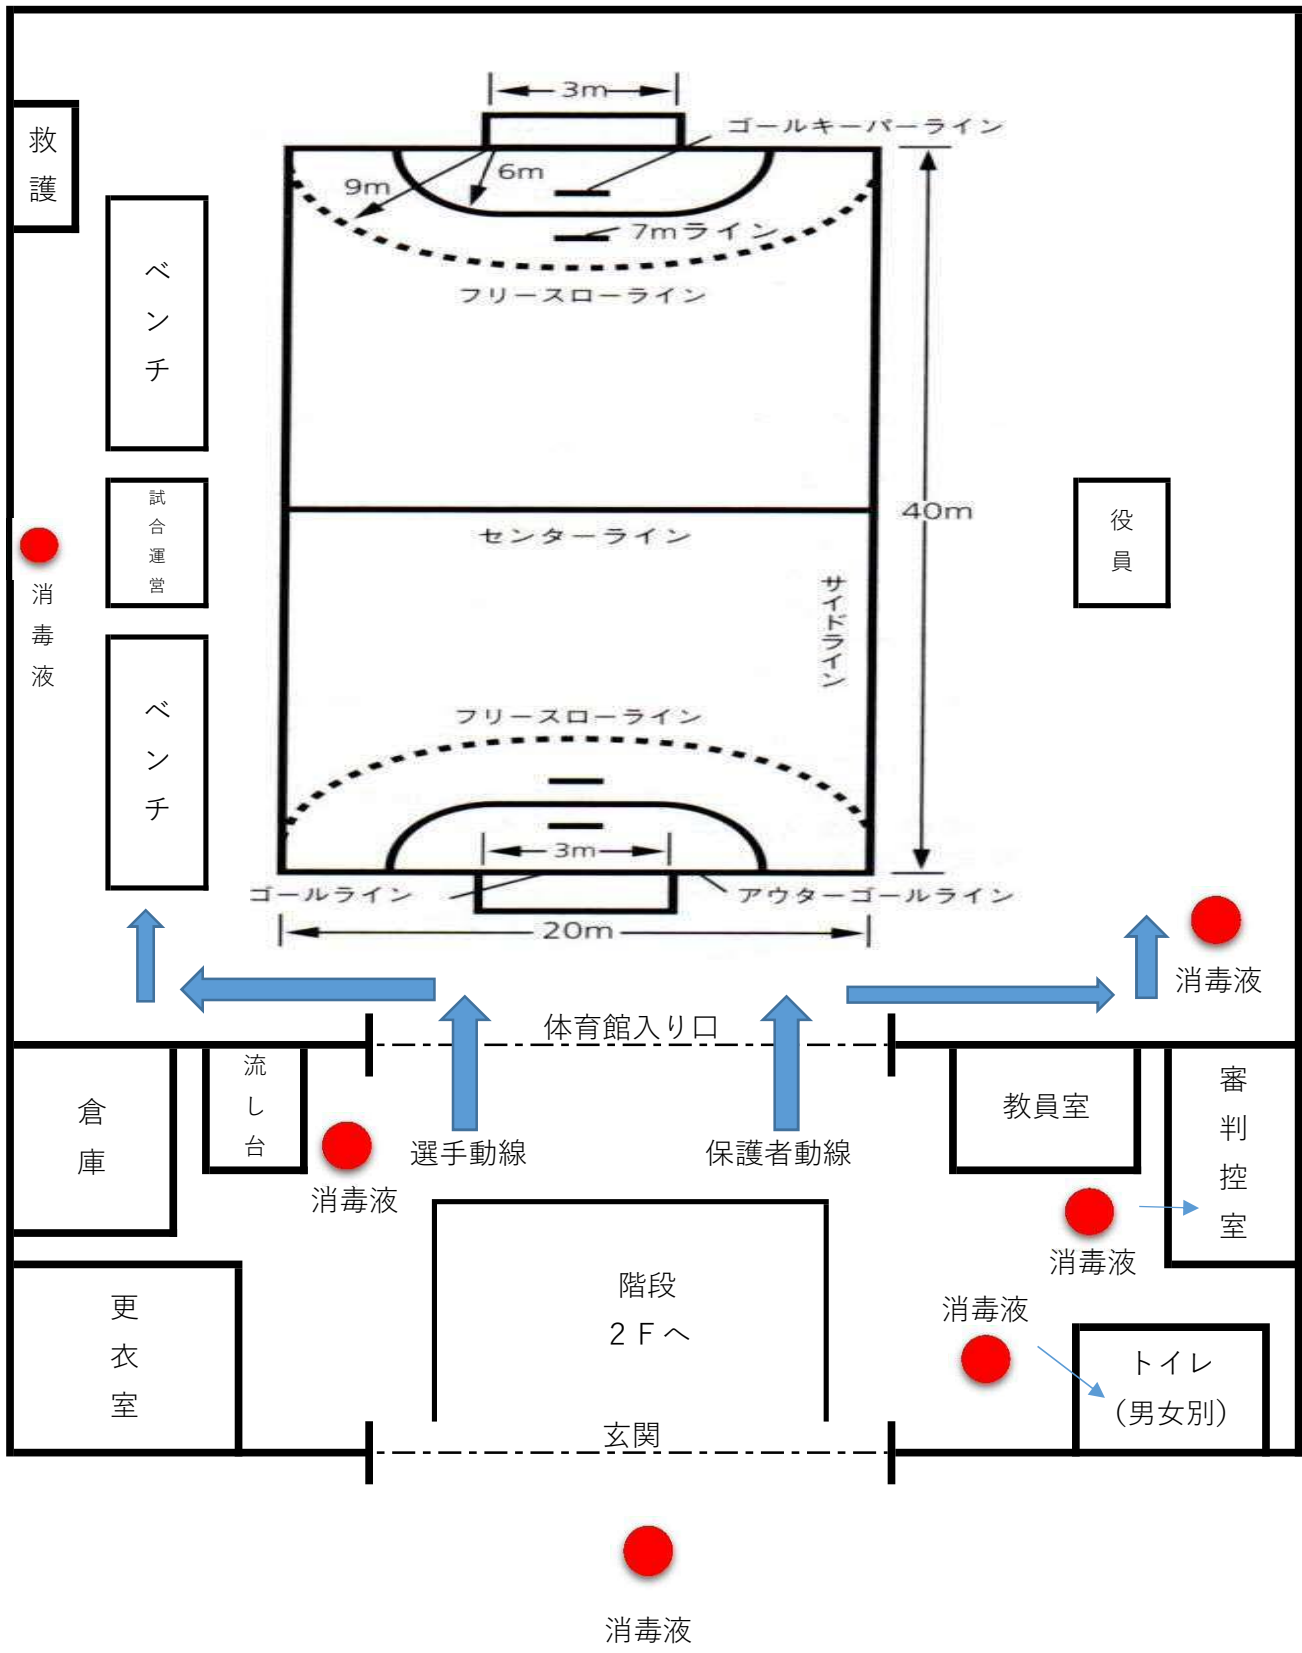 3m
ゴールキーパーライン
救護
6m
9m
7mライン
フリースローライン
ベンチ
試合運営
40m
役員
センターライン
消毒液
サイドライン
ベンチ
フリースローライン
3m
ゴールライン
アウターゴールライン
20m
消毒液
体育館入り口
倉庫
流し台
教員室
審判控室
選手動線
保護者動線
消毒液
消毒液
階段
２Ｆへ
更衣室
消毒液
トイレ
（男女別）
玄関
消毒液